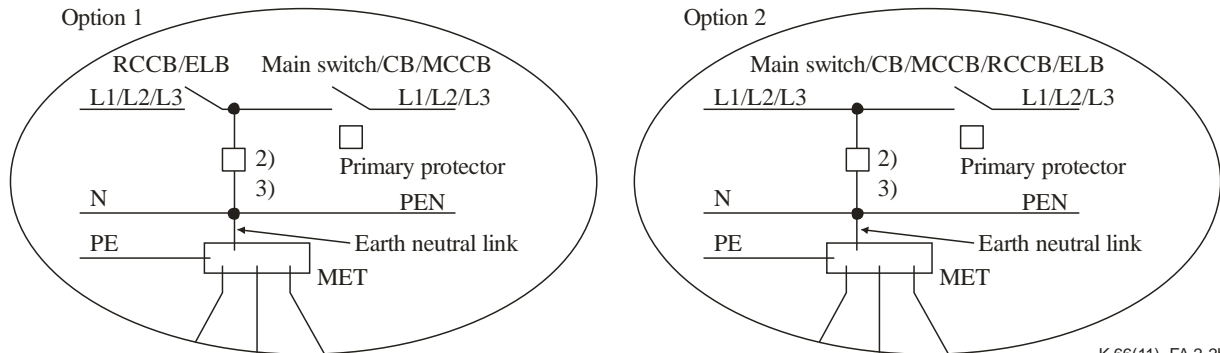 Option 1
RCCB/ELB Main switch/CB/MCCB
L1/L2/L3 L1/L2/L3
2)
Primary protector
3)
N PEN
PE Earth neutral link
MET
Option 2
Main switch/CB/MCCB/RCCB/ELB
L1/L2/L3 L1/L2/L3
2)
Primary protector
3)
N PEN
PE Earth neutral link
MET